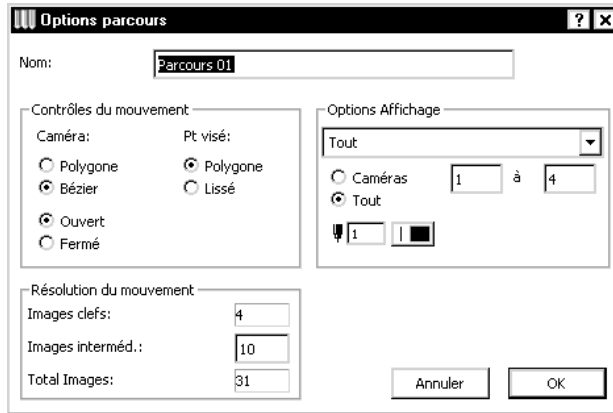 Options parcours
Nom: Parcours 01
Contrôles du mouvement
Caméra: Pt visé:
Polygone Polygone
Bézier Lissé
Ouvert
Fermé
Options Affichage
Tout
Caméras 1 à 4
Tout
1
Résolution du mouvement
Images clefs: 4
Images interméd.: 10
Total Images: 31
Annuler OK